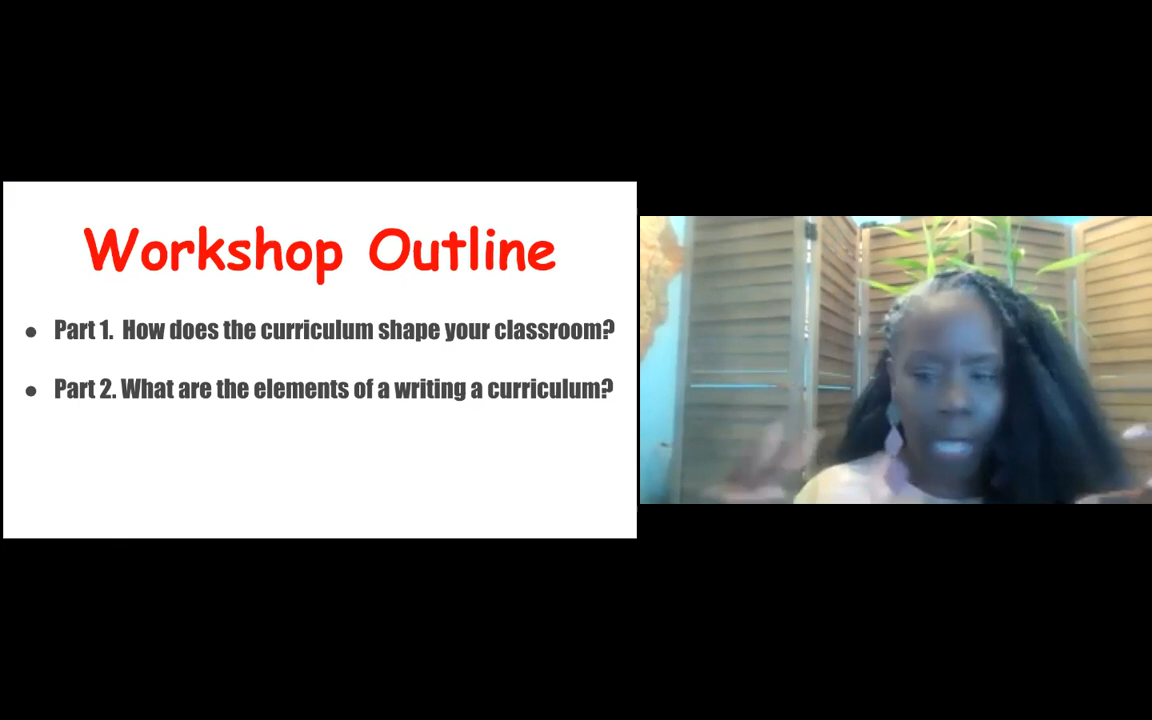 Workshop Outline
● Part 1. How does the curriculum shape your classroom?
● Part 2. What are the elements of a writing a curriculum?